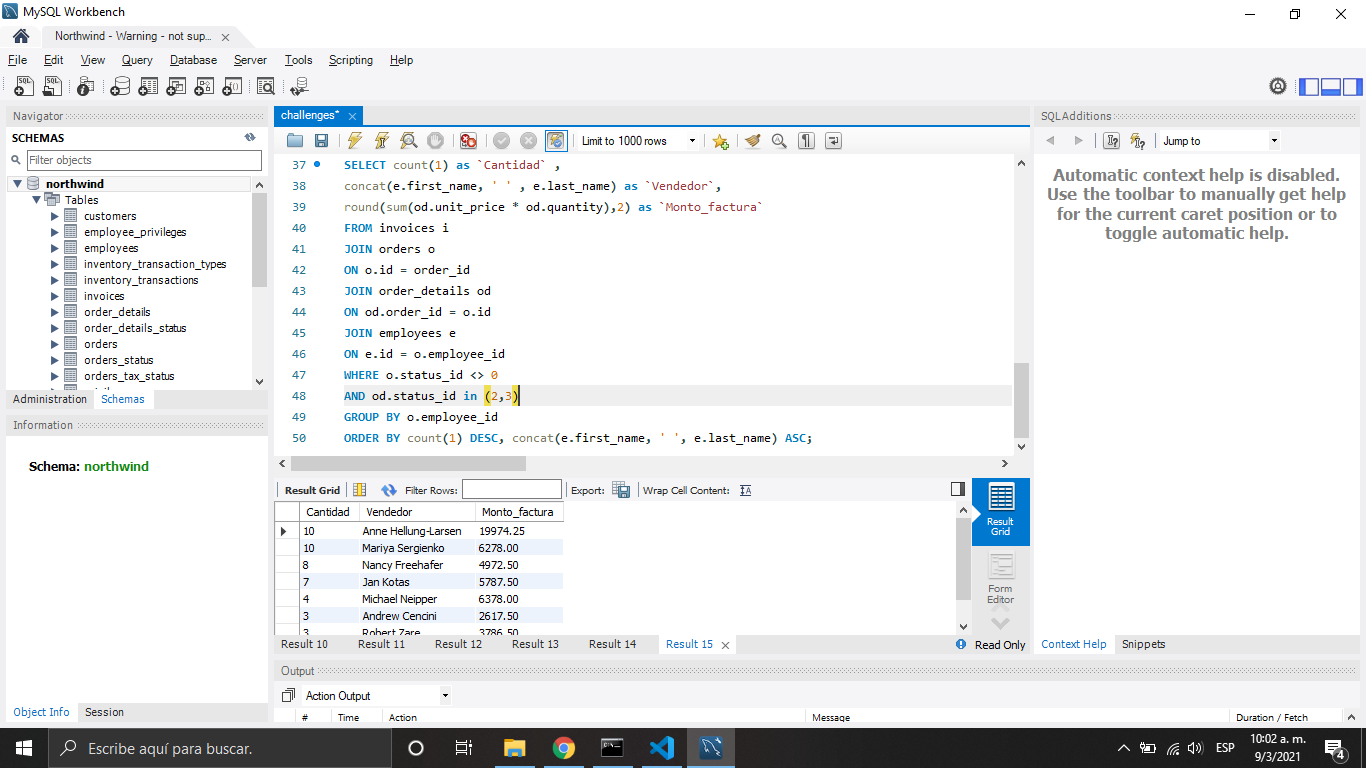 MySQL Workbench
Northwind - Warning - not sup...
File Edit View Query Database Server Tools Scripting Help
Navigator
SCHEMAS
Filter objects
northwind
Tables
customers
employee_privileges
employees
inventory_transaction_types
inventory_transactions
invoices
order_details
order_details_status
orders
orders_status
orders_tax_status
Administration Schemas
Information
Schema: northwind
Object Info Session
challenges*
Limit to 1000 rows
37 SELECT count(1) as `Cantidad` ,
38 concat(e.first_name, ' ' , e.last_name) as `Vendedor`,
39 round(sum(od.unit_price * od.quantity),2) as `Monto_factura`
40 FROM invoices i
41 JOIN orders o
42 ON o.id = order_id
43 JOIN order_details od
44 ON od.order_id = o.id
45 JOIN employees e
46 ON e.id = o.employee_id
47 WHERE o.status_id <> 0
48 AND od.status_id in (2,3)
49 GROUP BY o.employee_id
50 ORDER BY count(1) DESC, concat(e.first_name, ' ', e.last_name) ASC;
Result Grid Filter Rows: Export: Wrap Cell Content:
Cantidad Vendedor Monto_factura
10 Anne Hellung-Larsen 19974.25
10 Mariya Sergienko 6278.00
8 Nancy Freehafer 4972.50
7 Jan Kotas 5787.50
4 Michael Neipper 6378.00
3 Andrew Cencini 2617.50
3 Robert Zare 3786.50
Result Grid
Form Editor
Result 10 Result 11 Result 12 Result 13 Result 14 Result 15 Read Only
Output
Action Output
# Time Action Message Duration / Fetch
SQLAdditions
Jump to
Automatic context help is disabled.
Use the toolbar to manually get help
for the current caret position or to
toggle automatic help.
Context Help Snippets
Escribe aquí para buscar.
ESP
10:02 a. m.
9/3/2021
4